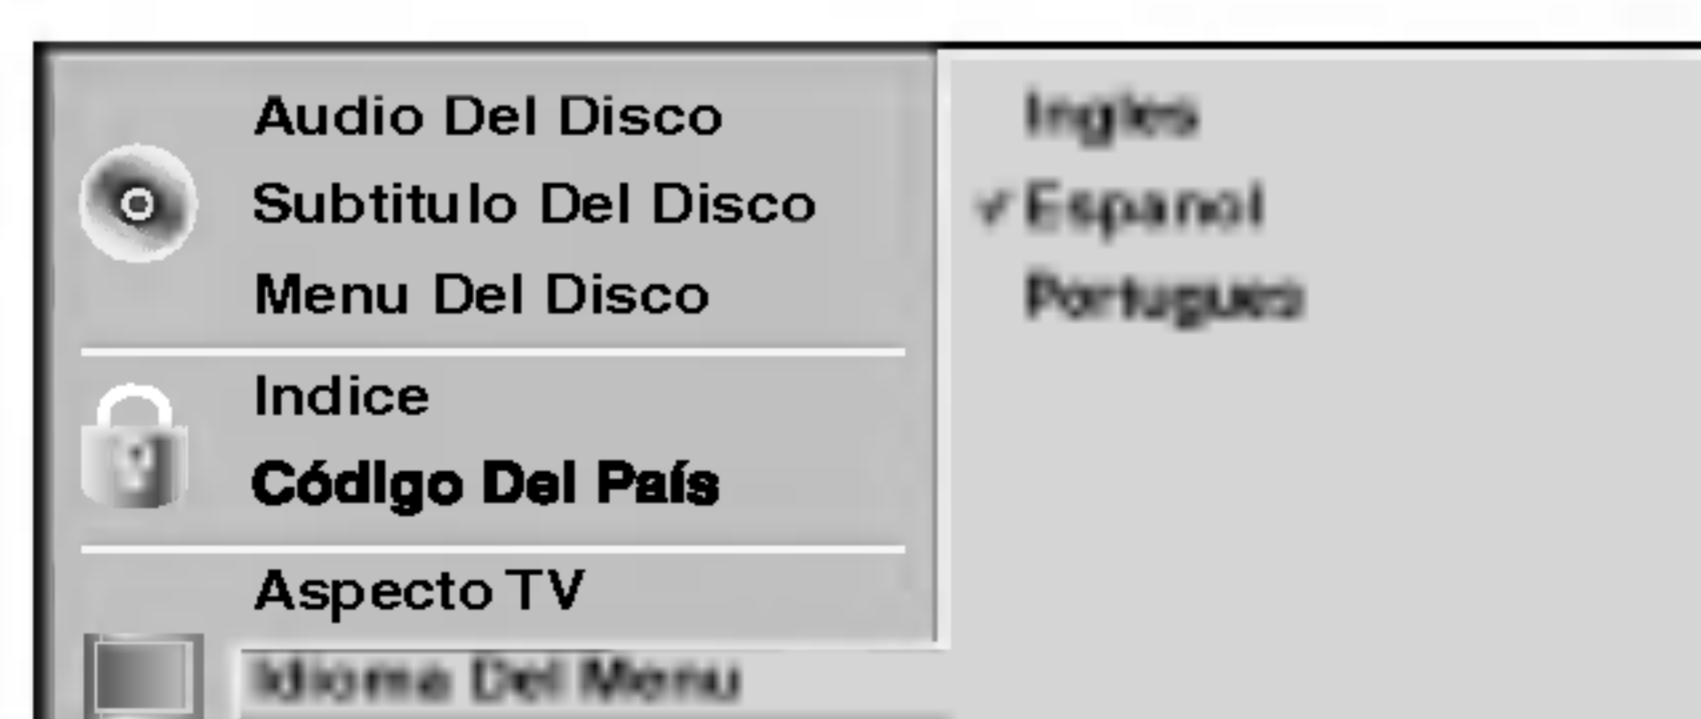 Audio Del Disco
Subtitulo Del Disco
Menu Del Disco
Indice
Código Del País
Aspecto TV
Idioma Del Menu
Ingles
Espanol
Portugues